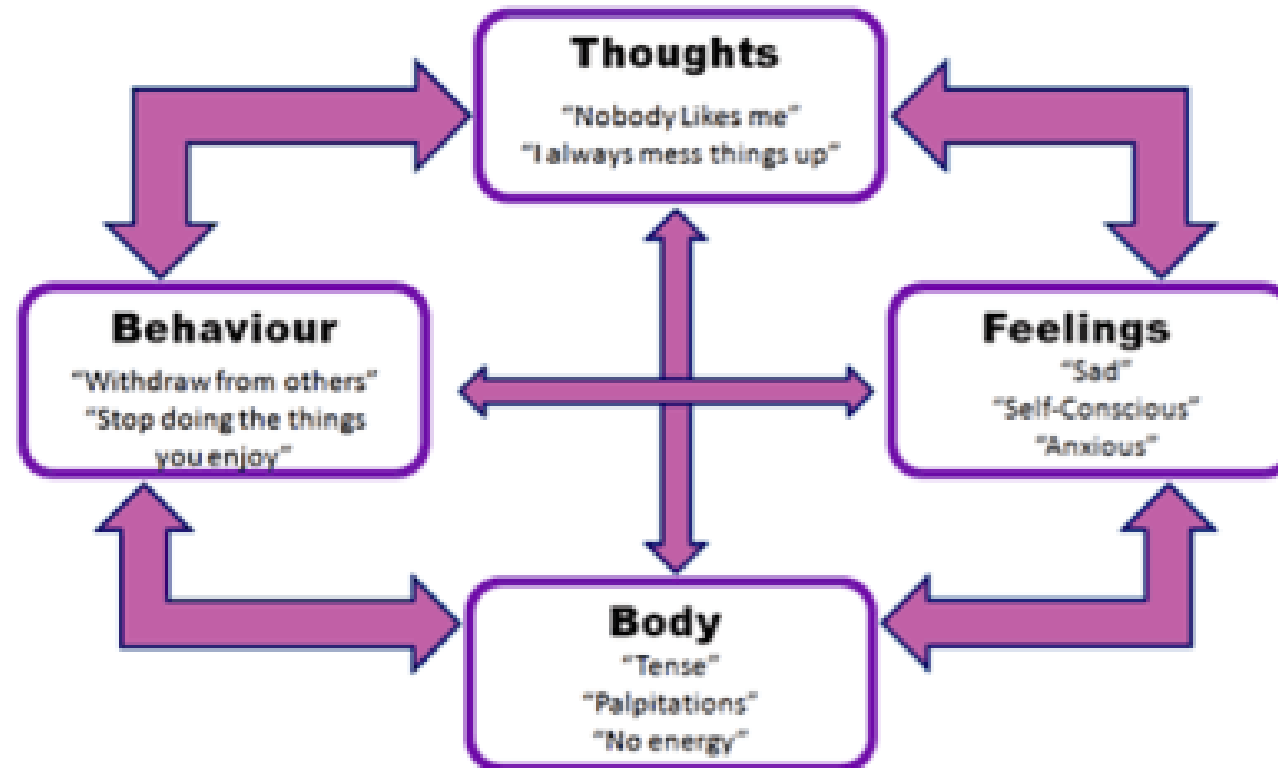 Thoughts
“Nobody Likes me”
“I always mess things up”
Behaviour
“Withdraw from others”
“Stop doing the things
you enjoy”
Feelings
“Sad”
“Self-Conscious”
“Anxious”
Body
“Tense”
“Palpitations”
“No energy”